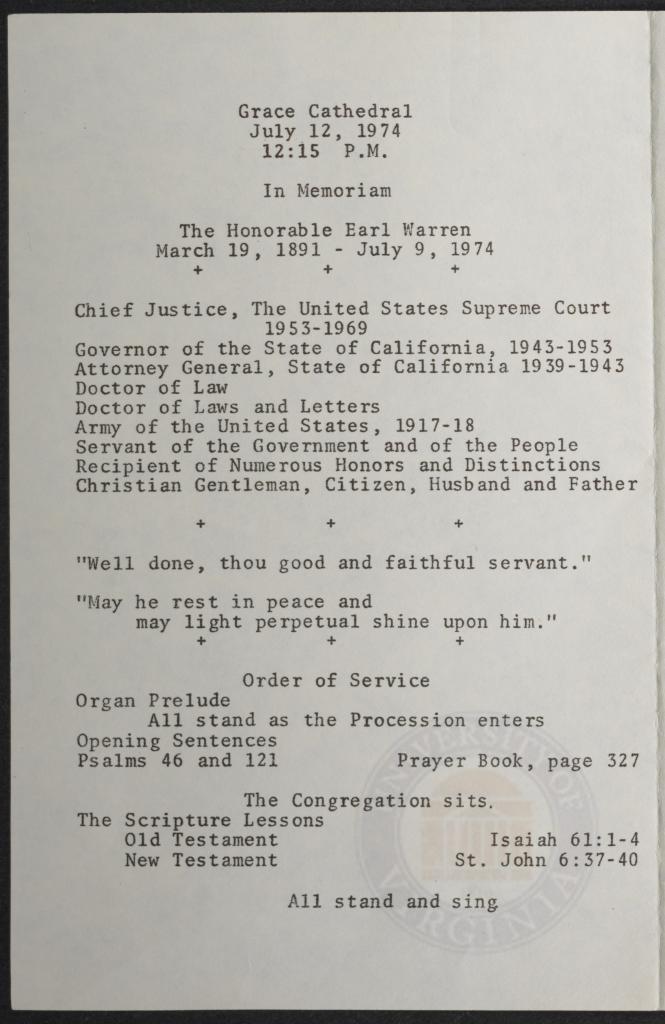 Grace Cathedral
July 12, 1974
12:15 P.M.
In Memoriam
The Honorable Earl Warren
March 19, 1891 - July 9, 1974
+ + +
Chief Justice, The United States Supreme Court
1953-1969
Governor of the State of California, 1943-1953
Attorney General, State of California 1939-1943
Doctor of Law
Doctor of Laws and Letters
Army of the United States, 1917-18
Servant of the Government and of the People
Recipient of Numerous Honors and Distinctions
Christian Gentleman, Citizen, Husband and Father
+ + +
"Well done, thou good and faithful servant."
"May he rest in peace and
may light perpetual shine upon him."
+ + +
Order of Service
Organ Prelude
All stand as the Procession enters
Opening Sentences
Psalms 46 and 121 Prayer Book, page 327
The Congregation sits.
The Scripture Lessons
Old Testament Isaiah 61:1-4
New Testament St. John 6:37-40
All stand and sing
UNIVERSITY OF VIRGINIA